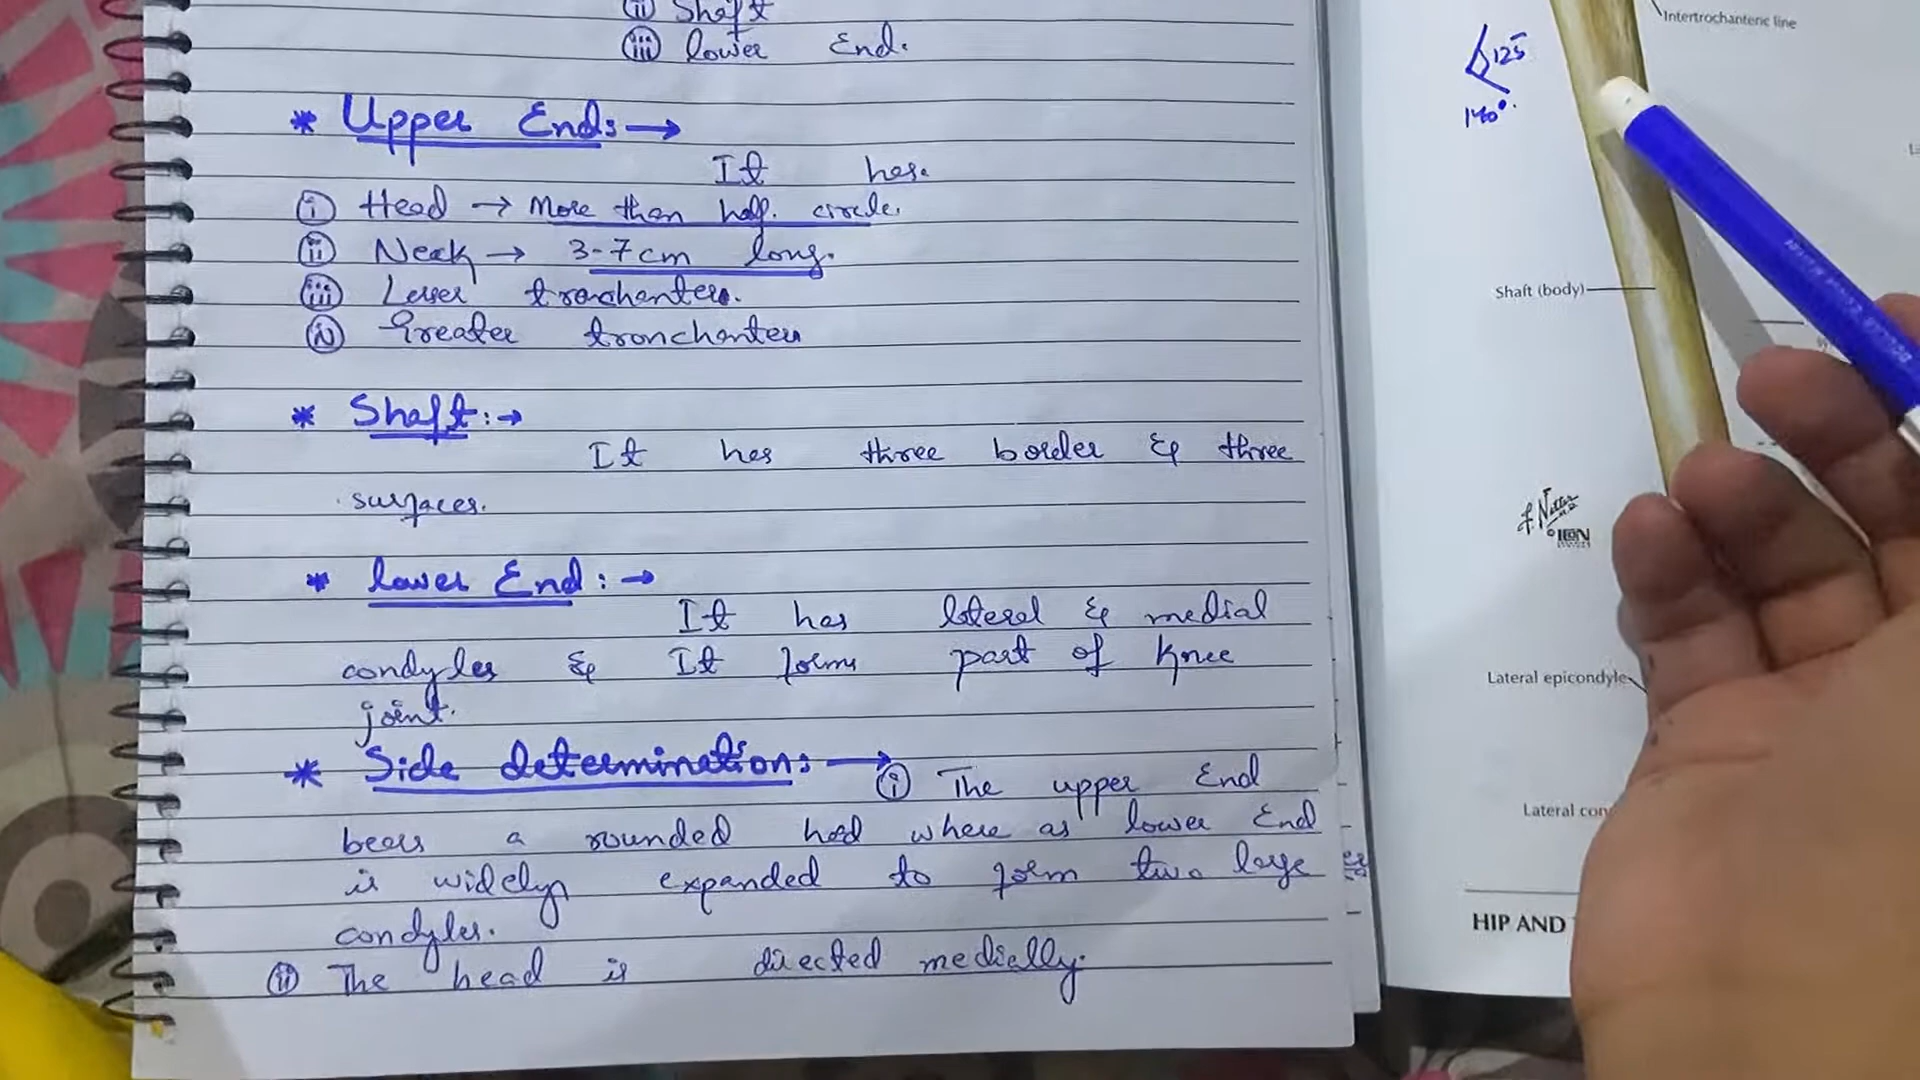 (ii) Shaft
(iii) lower End.
* Upper End:→
It has.
(i) Head → More than half. circle.
(ii) Neck → 3-7cm long.
(iii) Lesser trochanter.
(iv) Greater tronchanter
* Shaft:→
It has three border & three
surfaces.
* lower End:→
It has lateral & medial
condyles & It forms part of Knee
joint.
* Side determination:→ (i) The upper End
bears a rounded head where as lower End
is widely expanded to form two large
condyles.
(ii) The head is directed medially.
Intertrochanteric line
125
140°.
Shaft (body)
F. Netter
M.D.
© ICON
Lateral epicondyle
Lateral con
HIP AND